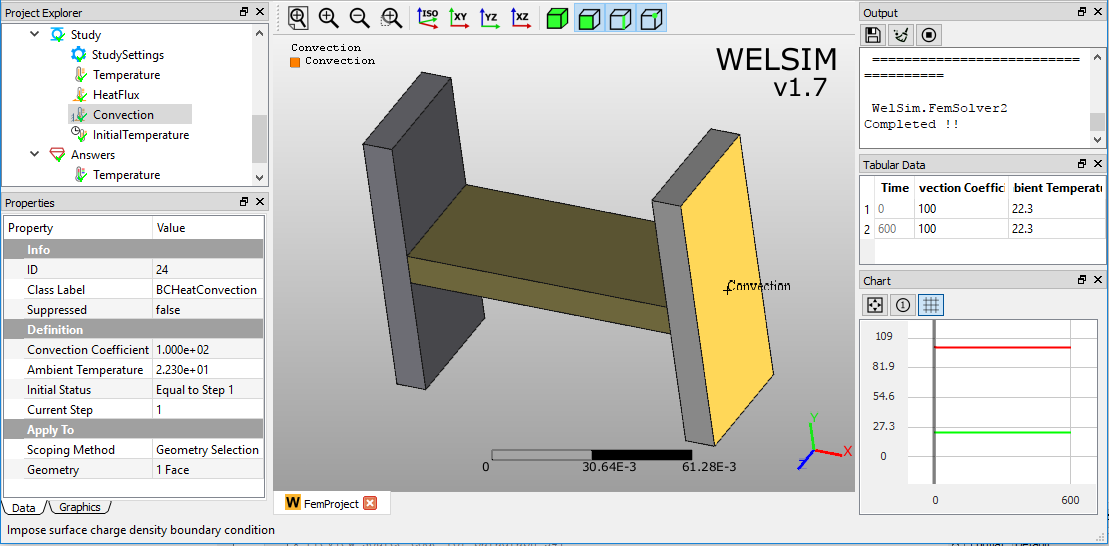 Project Explorer
Study
StudySettings
Temperature
HeatFlux
Convection
InitialTemperature
Answers
Temperature
Properties
Property Value
Info
ID 24
Class Label BCHeatConvection
Suppressed false
Definition
Convection Coefficient 1.000e+02
Ambient Temperature 2.230e+01
Initial Status Equal to Step 1
Current Step 1
Apply To
Scoping Method Geometry Selection
Geometry 1 Face
Data Graphics
Impose surface charge density boundary condition
ISO XY YZ XZ
Convection
Convection
WELSIM
v1.7
Convection
Y
X
Z
0 30.64E-3 61.28E-3
W FemProject
Output
==========================
==========
WelSim.FemSolver2
Completed !!
Tabular Data
Time vection Coeffici bient Temperatu
1 0 100 22.3
2 600 100 22.3
Chart
1
109
81.9
54.6
27.3
0
0 600